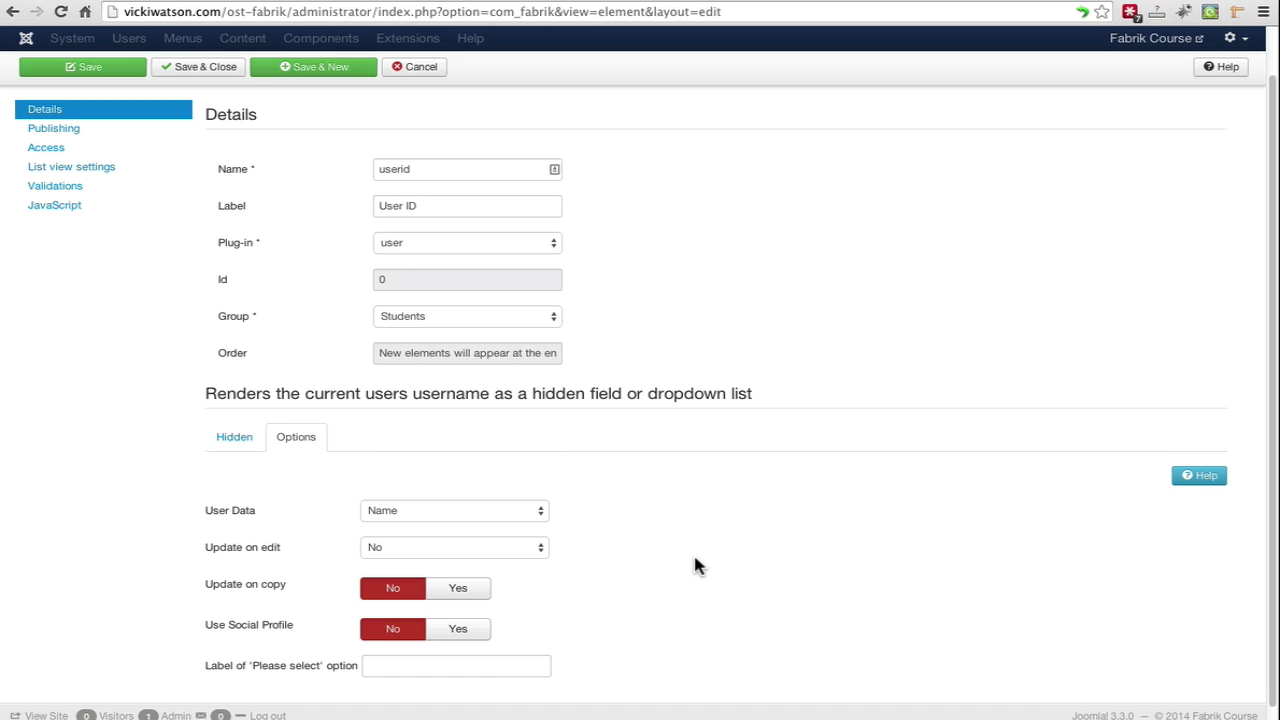 vickiwatson.com/ost-fabrik/administrator/index.php?option=com_fabrik&view=element&layout=edit
7
System Users Menus Content Components Extensions Help Fabrik Course
Save Save & Close Save & New Cancel Help
Details
Publishing
Access
List view settings
Validations
JavaScript
Details
Name * userid
Label User ID
Plug-in * user
Id 0
Group * Students
Order New elements will appear at the en
Renders the current users username as a hidden field or dropdown list
Hidden Options
Help
User Data Name
Update on edit No
Update on copy No Yes
Use Social Profile No Yes
Label of 'Please select' option
View Site 0 Visitors 1 Admin 0 Log out Joomla! 3.3.0 — © 2014 Fabrik Course